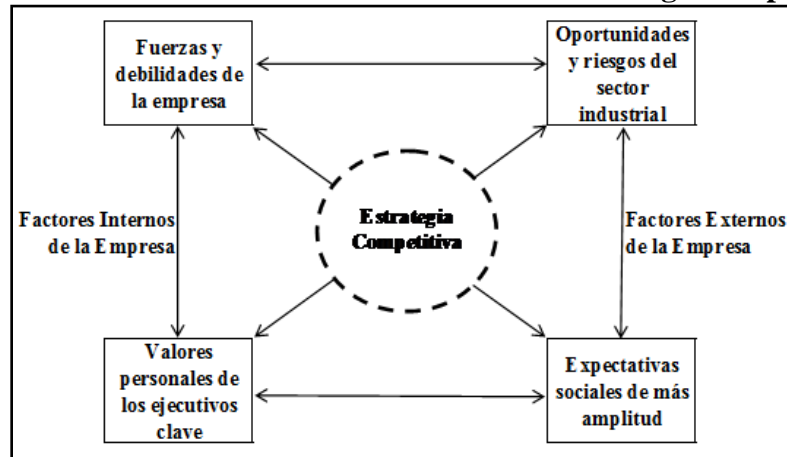 Fuerzas y
debilidades de
la empresa
Oportunidades
y riesgos del
sector
industrial
Factores Internos
de la Empresa
Estrategia
Competitiva
Factores Externos
de la Empresa
Valores
personales de
los ejecutivos
clave
Expectativas
sociales de más
amplitud